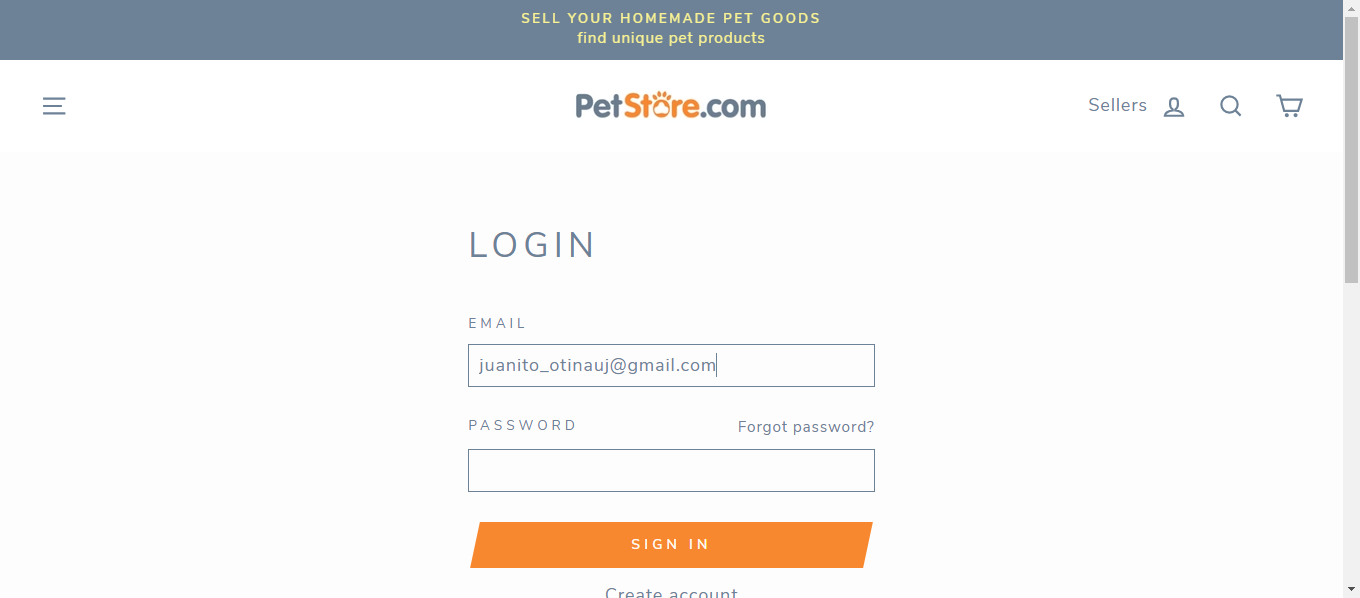 SELL YOUR HOMEMADE PET GOODS
find unique pet products
PetStore.com
Sellers
LOGIN
EMAIL
juanito_otinauj@gmail.com
PASSWORD
Forgot password?
SIGN IN
Create account